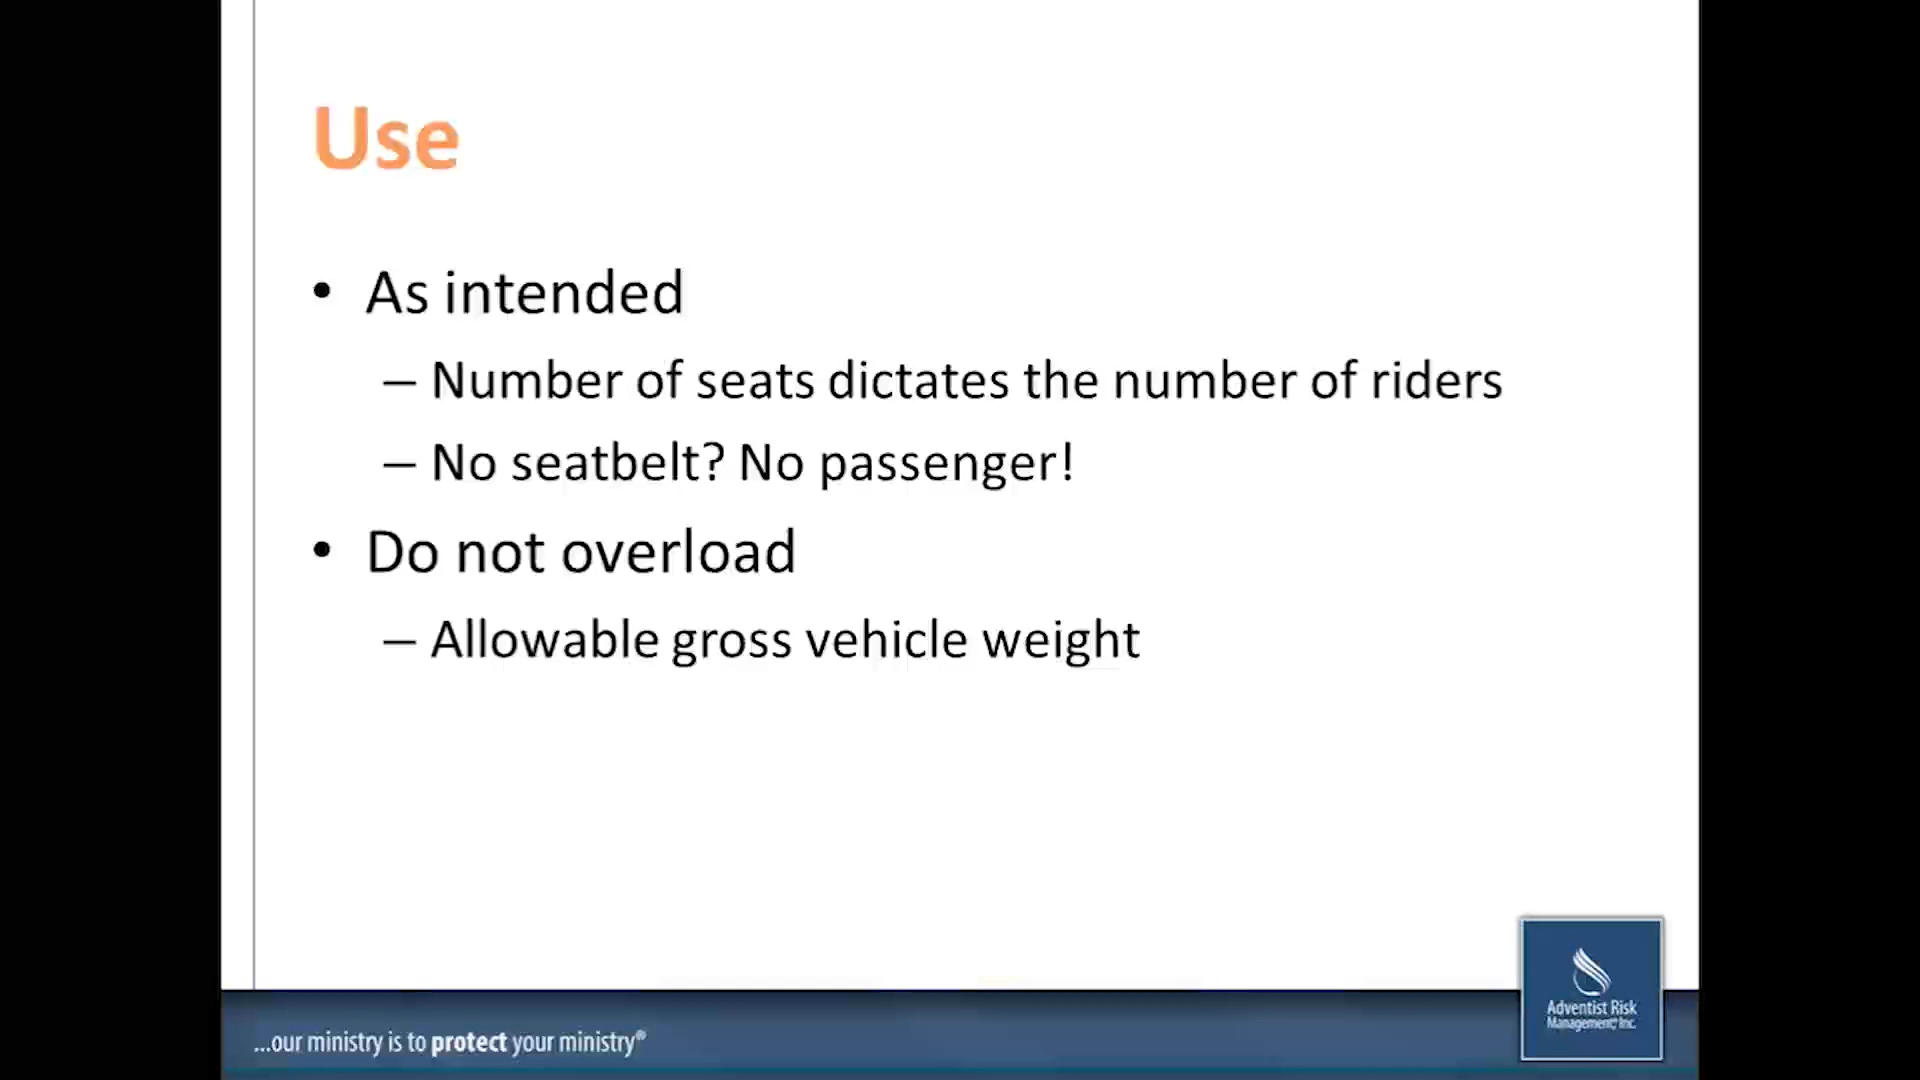 Use
• As intended
– Number of seats dictates the number of riders
– No seatbelt? No passenger!
• Do not overload
– Allowable gross vehicle weight
...our ministry is to protect your ministry®
Adventist Risk
Management,® Inc.